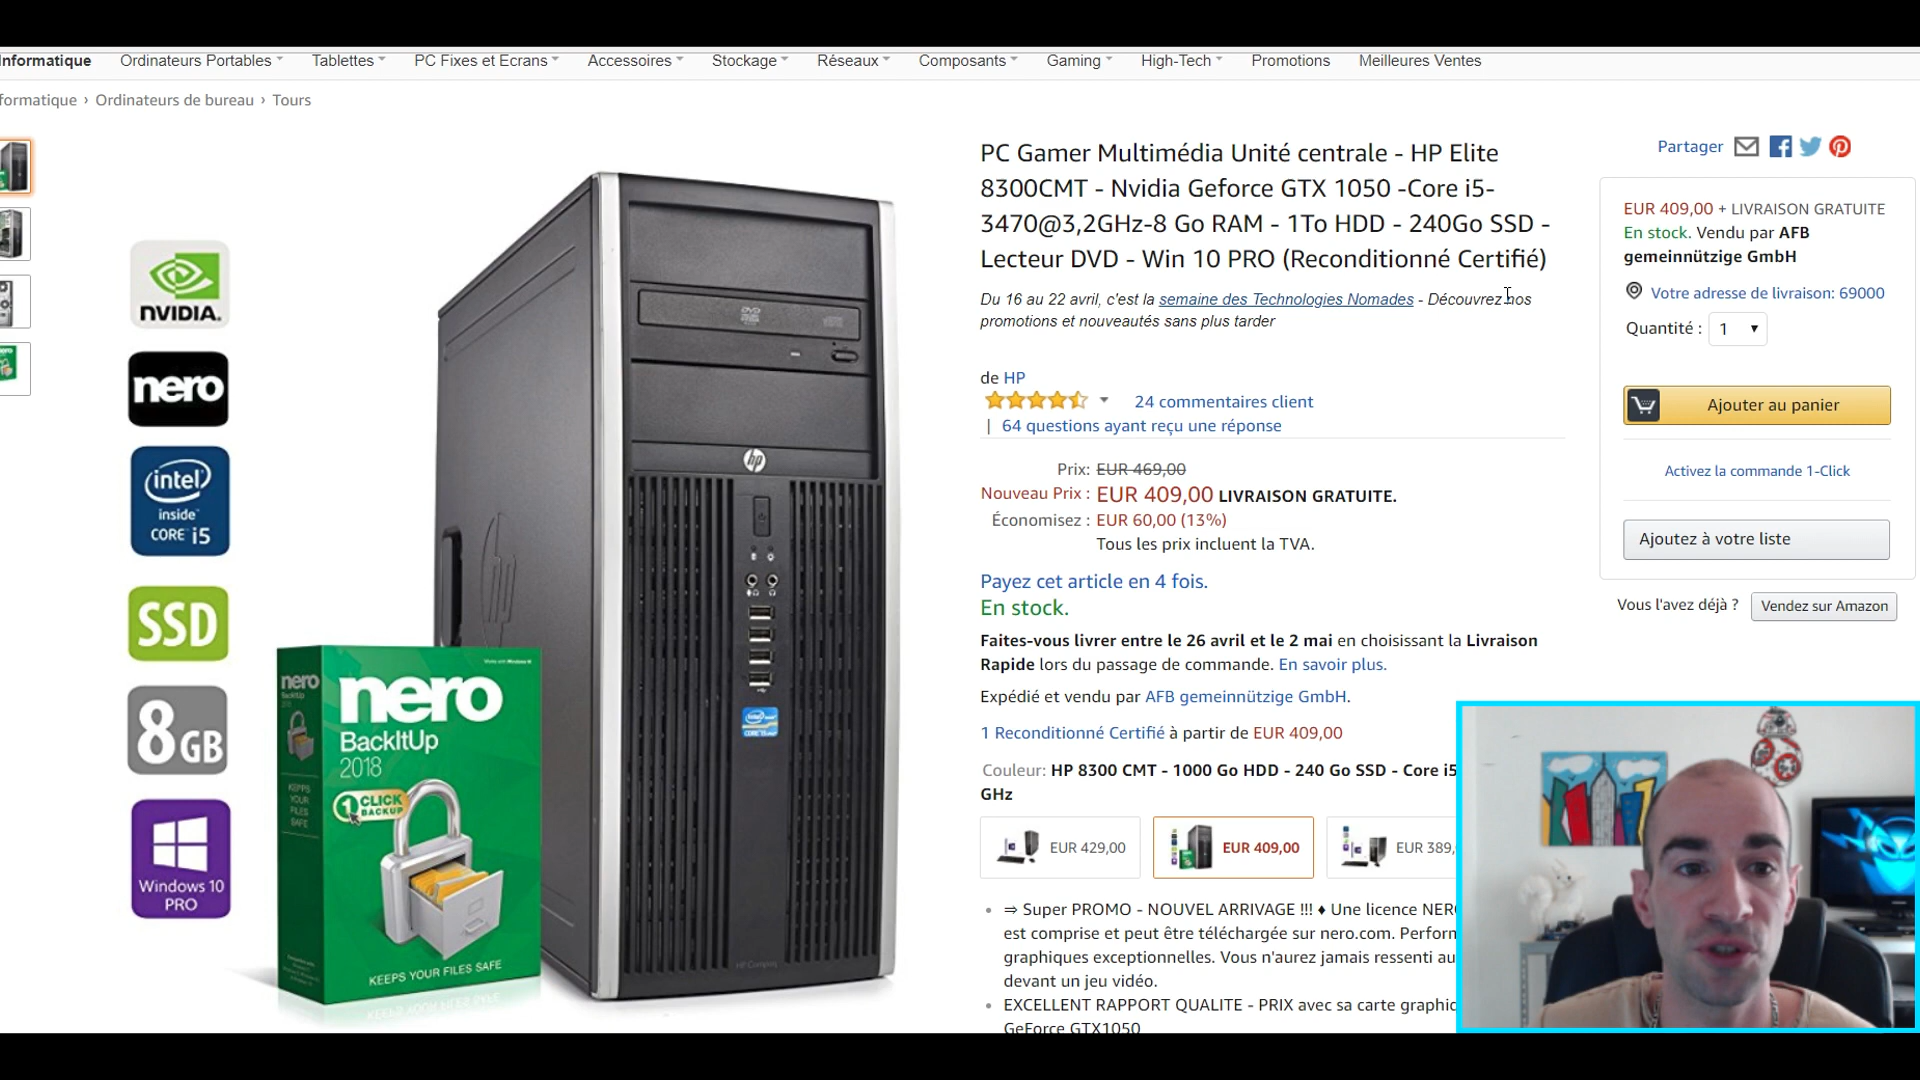 Informatique Ordinateurs Portables Tablettes PC Fixes et Ecrans Accessoires Stockage Réseaux Composants Gaming High-Tech Promotions Meilleures Ventes
formatique › Ordinateurs de bureau › Tours
PC Gamer Multimédia Unité centrale - HP Elite
8300CMT - Nvidia Geforce GTX 1050 -Core i5-
3470@3,2GHz-8 Go RAM - 1To HDD - 240Go SSD -
Lecteur DVD - Win 10 PRO (Reconditionné Certifié)
Du 16 au 22 avril, c'est la semaine des Technologies Nomades - Découvrez nos
promotions et nouveautés sans plus tarder
de HP
24 commentaires client
| 64 questions ayant reçu une réponse
Prix: EUR 469,00
Nouveau Prix : EUR 409,00 LIVRAISON GRATUITE.
Économisez : EUR 60,00 (13%)
Tous les prix incluent la TVA.
Payez cet article en 4 fois.
En stock.
Faites-vous livrer entre le 26 avril et le 2 mai en choisissant la Livraison
Rapide lors du passage de commande. En savoir plus.
Expédié et vendu par AFB gemeinnützige GmbH.
1 Reconditionné Certifié à partir de EUR 409,00
Couleur: HP 8300 CMT - 1000 Go HDD - 240 Go SSD - Core i5
GHz
EUR 429,00 EUR 409,00 EUR 389,
⇒ Super PROMO - NOUVEL ARRIVAGE !!! ♦ Une licence NER
est comprise et peut être téléchargée sur nero.com. Perform
graphiques exceptionnelles. Vous n'aurez jamais ressenti au
devant un jeu vidéo.
EXCELLENT RAPPORT QUALITE - PRIX avec sa carte graphic
GeForce GTX1050
Partager
EUR 409,00 + LIVRAISON GRATUITE
En stock. Vendu par AFB
gemeinnützige GmbH
Votre adresse de livraison: 69000
Quantité : 1
Ajouter au panier
Activez la commande 1-Click
Ajoutez à votre liste
Vous l'avez déjà ? Vendez sur Amazon
NVIDIA.
nero
intel
inside
CORE i5
SSD
8GB
Windows 10
PRO
DVD
hp
nero
BackItUp
2018
1 CLICK
BACKUP
KEEPS YOUR FILES SAFE
nero
KEEPS
YOUR
FILES
SAFE
HP Compaq